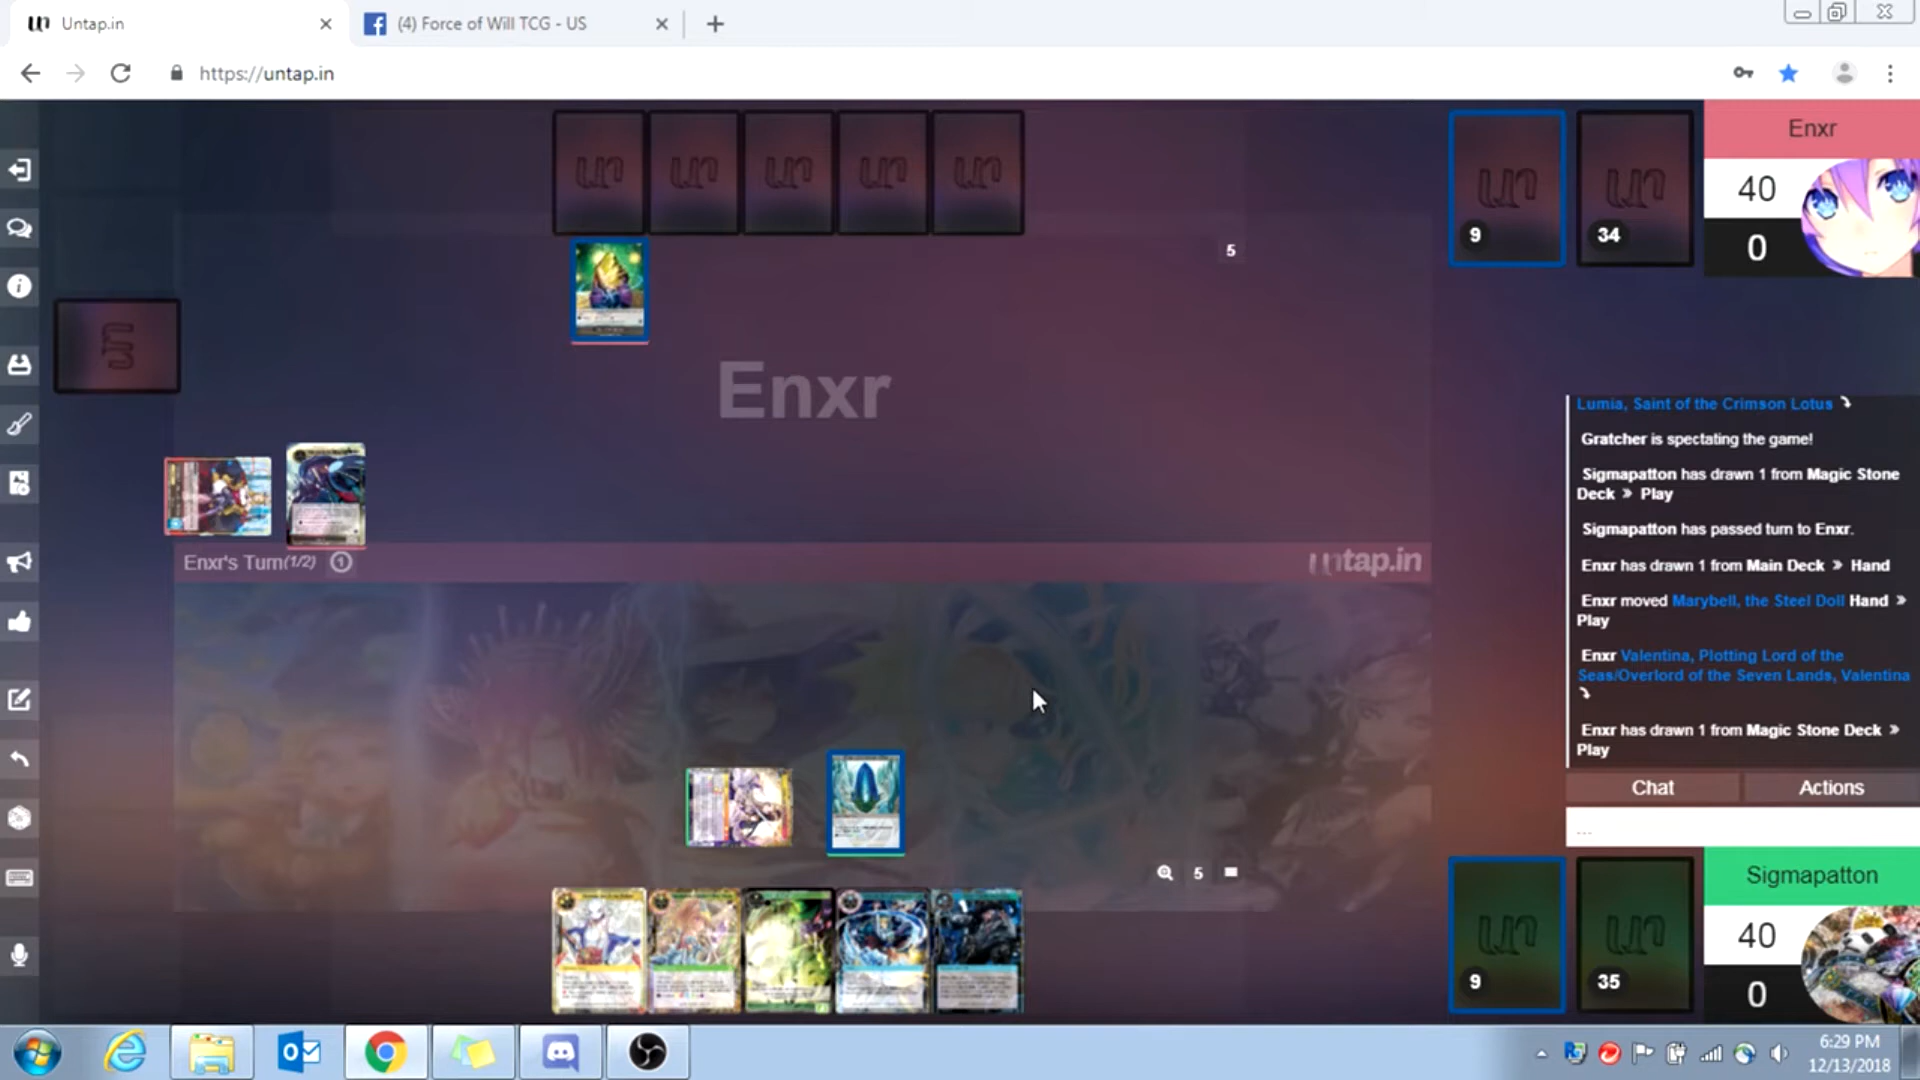 Untap.in
(4) Force of Will TCG - US
https://untap.in
Enxr
40
0
9
34
5
Enxr
Lumia, Saint of the Crimson Lotus
Gratcher is spectating the game!
Sigmapatton has drawn 1 from Magic Stone
Deck » Play
Sigmapatton has passed turn to Enxr.
Enxr has drawn 1 from Main Deck » Hand
Enxr moved Marybell, the Steel Doll Hand »
Play
Enxr Valentina, Plotting Lord of the
Seas/Overlord of the Seven Lands, Valentina
Enxr has drawn 1 from Magic Stone Deck »
Play
Enxr's Turn(1/2) 1
untap.in
Chat
Actions
...
5
Sigmapatton
40
0
9
35
6:29 PM
12/13/2018